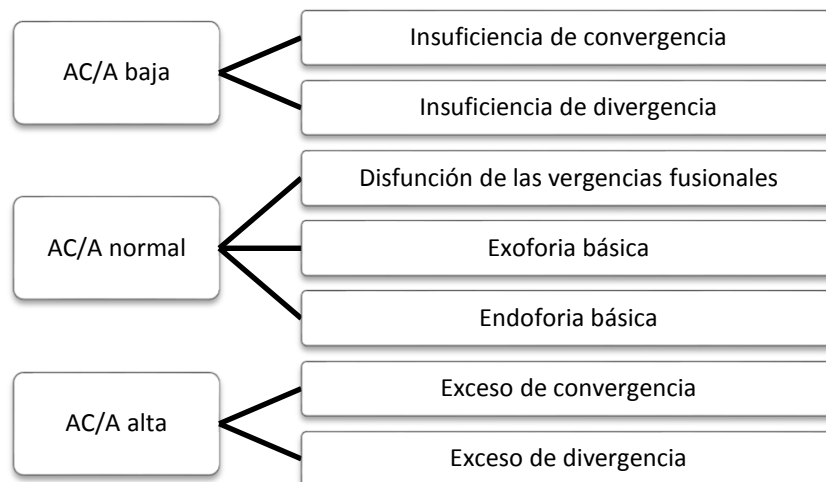 AC/A baja
Insuficiencia de convergencia
Insuficiencia de divergencia
AC/A normal
Disfunción de las vergencias fusionales
Exoforia básica
Endoforia básica
AC/A alta
Exceso de convergencia
Exceso de divergencia